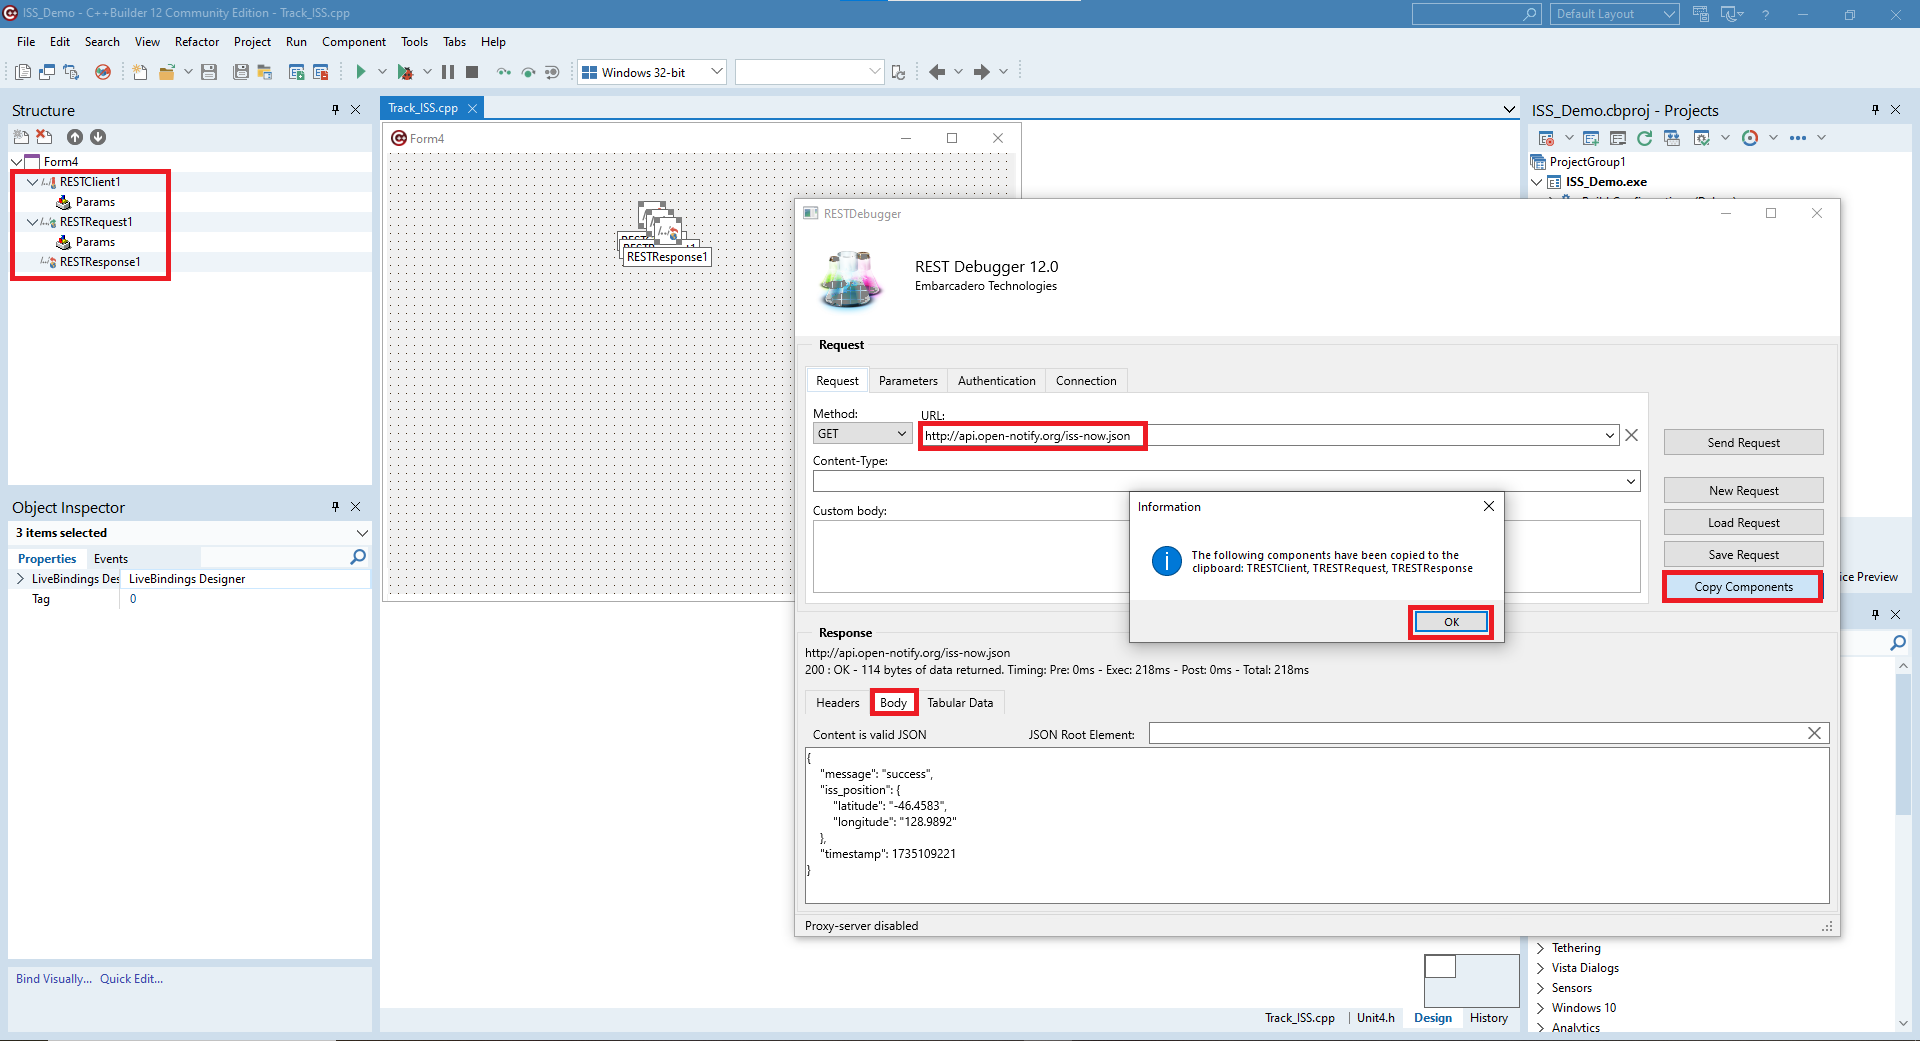 ISS_Demo - C++Builder 12 Community Edition - Track_ISS.cpp
Default Layout
?
File Edit Search View Refactor Project Run Component Tools Tabs Help
Windows 32-bit
Structure
Form4
RESTClient1
Params
RESTRequest1
Params
RESTResponse1
Object Inspector
3 items selected
Properties Events
LiveBindings Des LiveBindings Designer
Tag 0
Bind Visually... Quick Edit...
Track_ISS.cpp
Form4
RESTResponse1
ISS_Demo.cbproj - Projects
ProjectGroup1
ISS_Demo.exe
RESTDebugger
REST Debugger 12.0
Embarcadero Technologies
Request
Request Parameters Authentication Connection
Method: URL:
GET http://api.open-notify.org/iss-now.json
Content-Type:
Custom body:
Send Request
New Request
Load Request
Save Request
Copy Components
Information
The following components have been copied to the
clipboard: TRESTClient, TRESTRequest, TRESTResponse
OK
Response
http://api.open-notify.org/iss-now.json
200 : OK - 114 bytes of data returned. Timing: Pre: 0ms - Exec: 218ms - Post: 0ms - Total: 218ms
Headers Body Tabular Data
Content is valid JSON JSON Root Element:
{
"message": "success",
"iss_position": {
"latitude": "-46.4583",
"longitude": "128.9892"
},
"timestamp": 1735109221
}
Proxy-server disabled
ice Preview
Tethering
Vista Dialogs
Sensors
Windows 10
Analytics
Track_ISS.cpp Unit4.h Design History